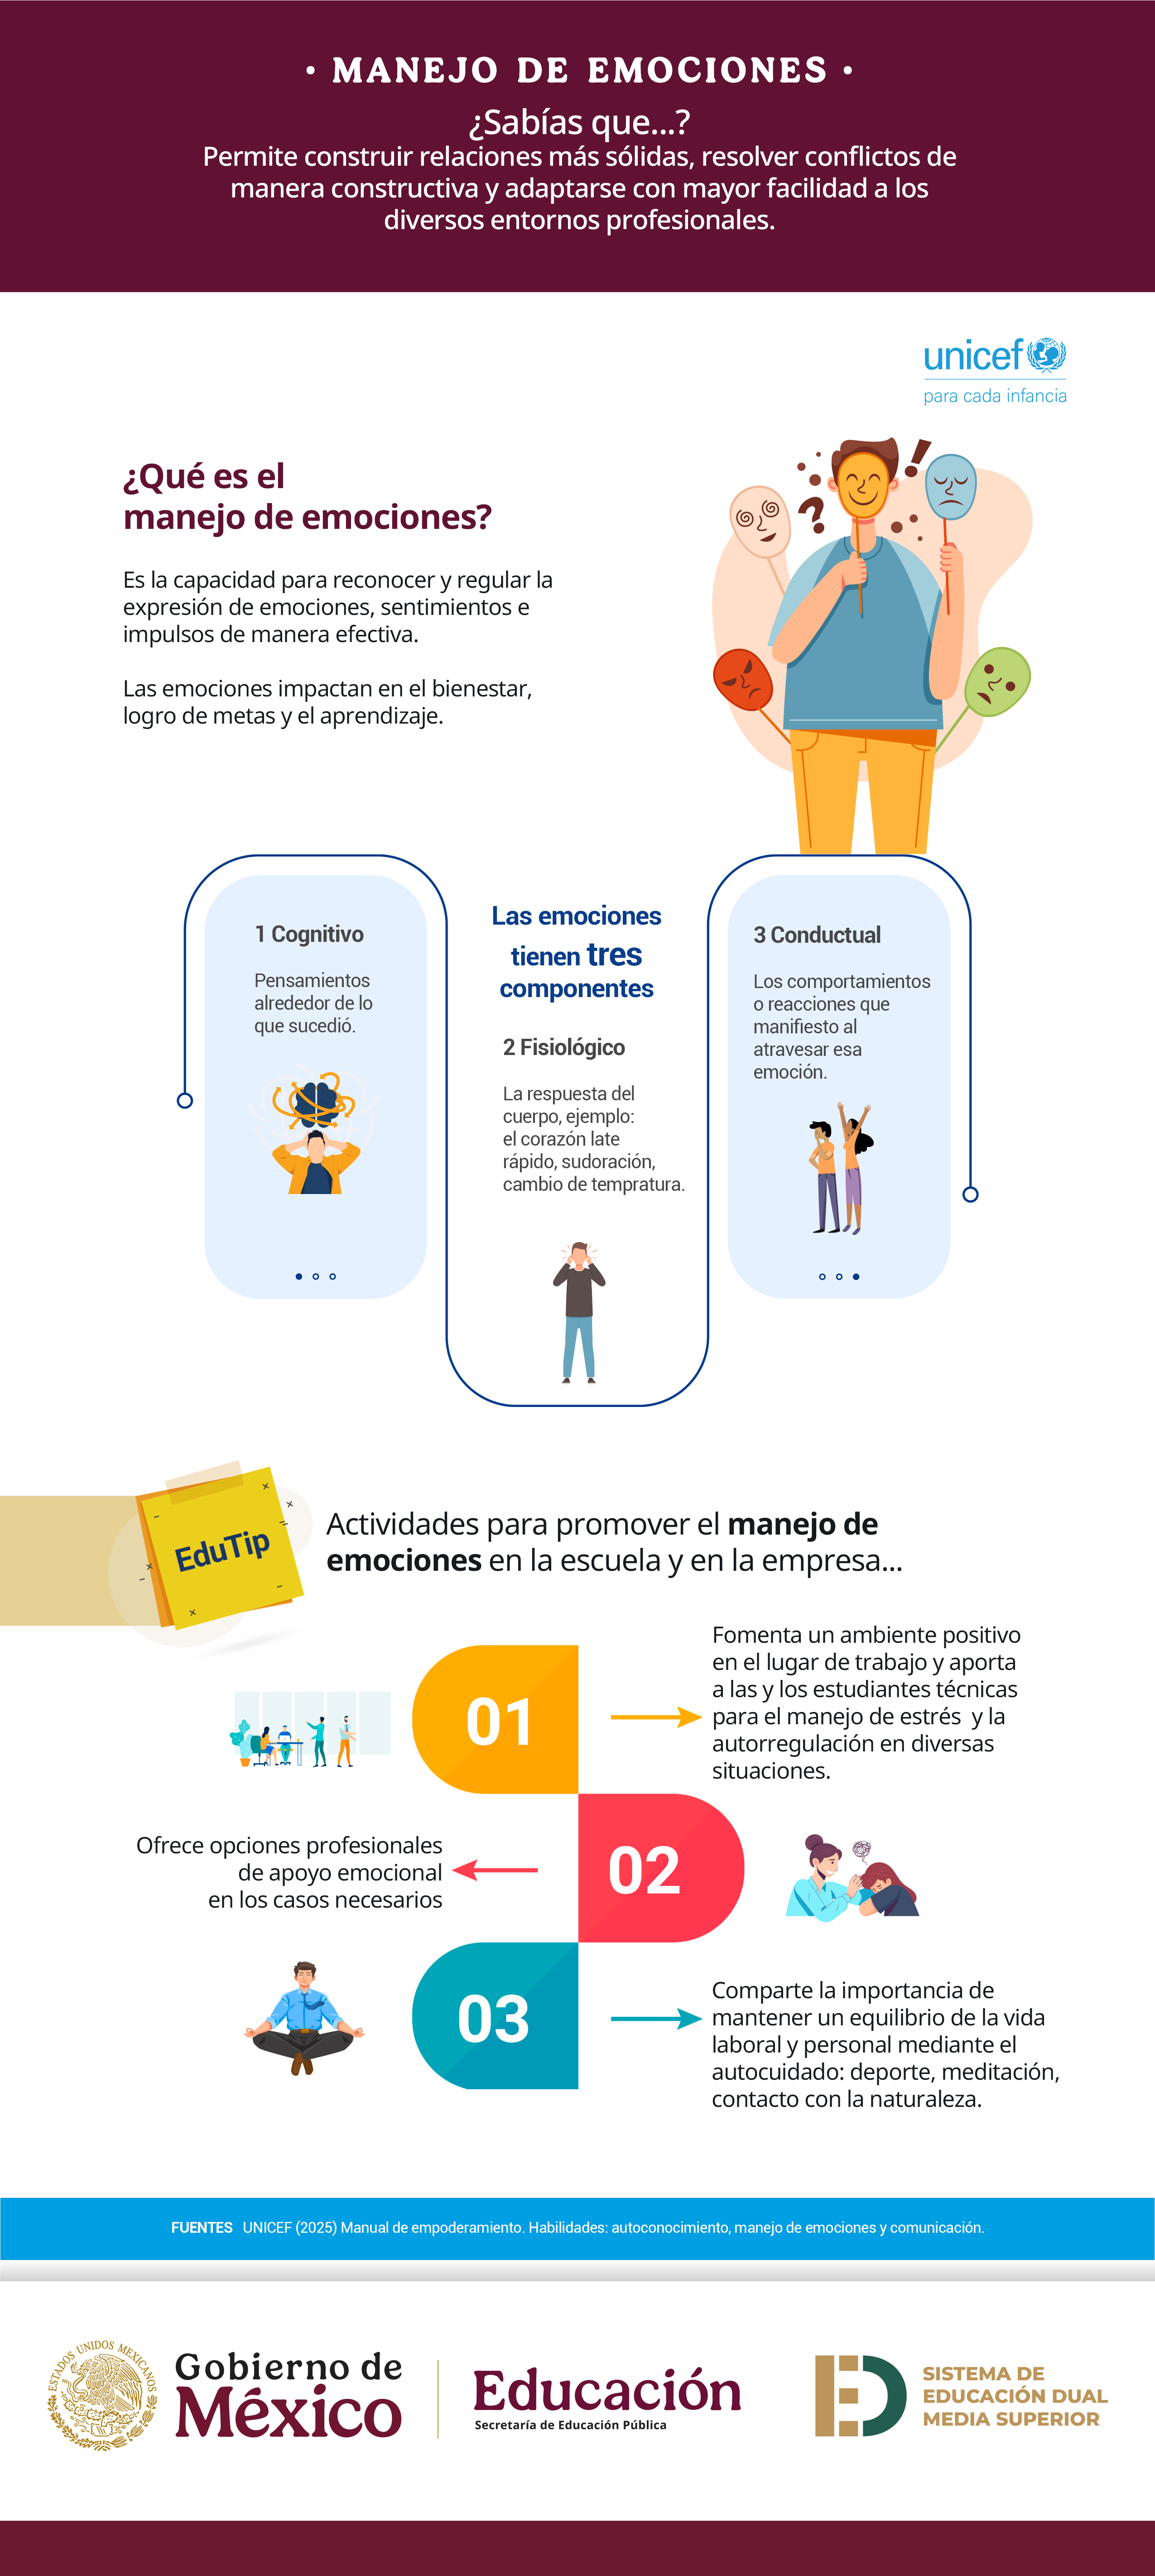 • MANEJO DE EMOCIONES •
¿Sabías que...?
Permite construir relaciones más sólidas, resolver conflictos de
manera constructiva y adaptarse con mayor facilidad a los
diversos entornos profesionales.
unicef
para cada infancia
¿Qué es el
manejo de emociones?
Es la capacidad para reconocer y regular la
expresión de emociones, sentimientos e
impulsos de manera efectiva.
Las emociones impactan en el bienestar,
logro de metas y el aprendizaje.
Las emociones
tienen tres
componentes
1 Cognitivo
Pensamientos
alrededor de lo
que sucedió.
2 Fisiológico
La respuesta del
cuerpo, ejemplo:
el corazón late
rápido, sudoración,
cambio de tempratura.
3 Conductual
Los comportamientos
o reacciones que
manifiesto al
atravesar esa
emoción.
EduTip
Actividades para promover el manejo de
emociones en la escuela y en la empresa...
01
Fomenta un ambiente positivo
en el lugar de trabajo y aporta
a las y los estudiantes técnicas
para el manejo de estrés  y la
autorregulación en diversas
situaciones.
02
Ofrece opciones profesionales
de apoyo emocional
en los casos necesarios
03
Comparte la importancia de
mantener un equilibrio de la vida
laboral y personal mediante el
autocuidado: deporte, meditación,
contacto con la naturaleza.
FUENTES UNICEF (2025) Manual de empoderamiento. Habilidades: autoconocimiento, manejo de emociones y comunicación.
ESTADOS UNIDOS MEXICANOS
Gobierno de
México
Educación
Secretaría de Educación Pública
ED
SISTEMA DE
EDUCACIÓN DUAL
MEDIA SUPERIOR